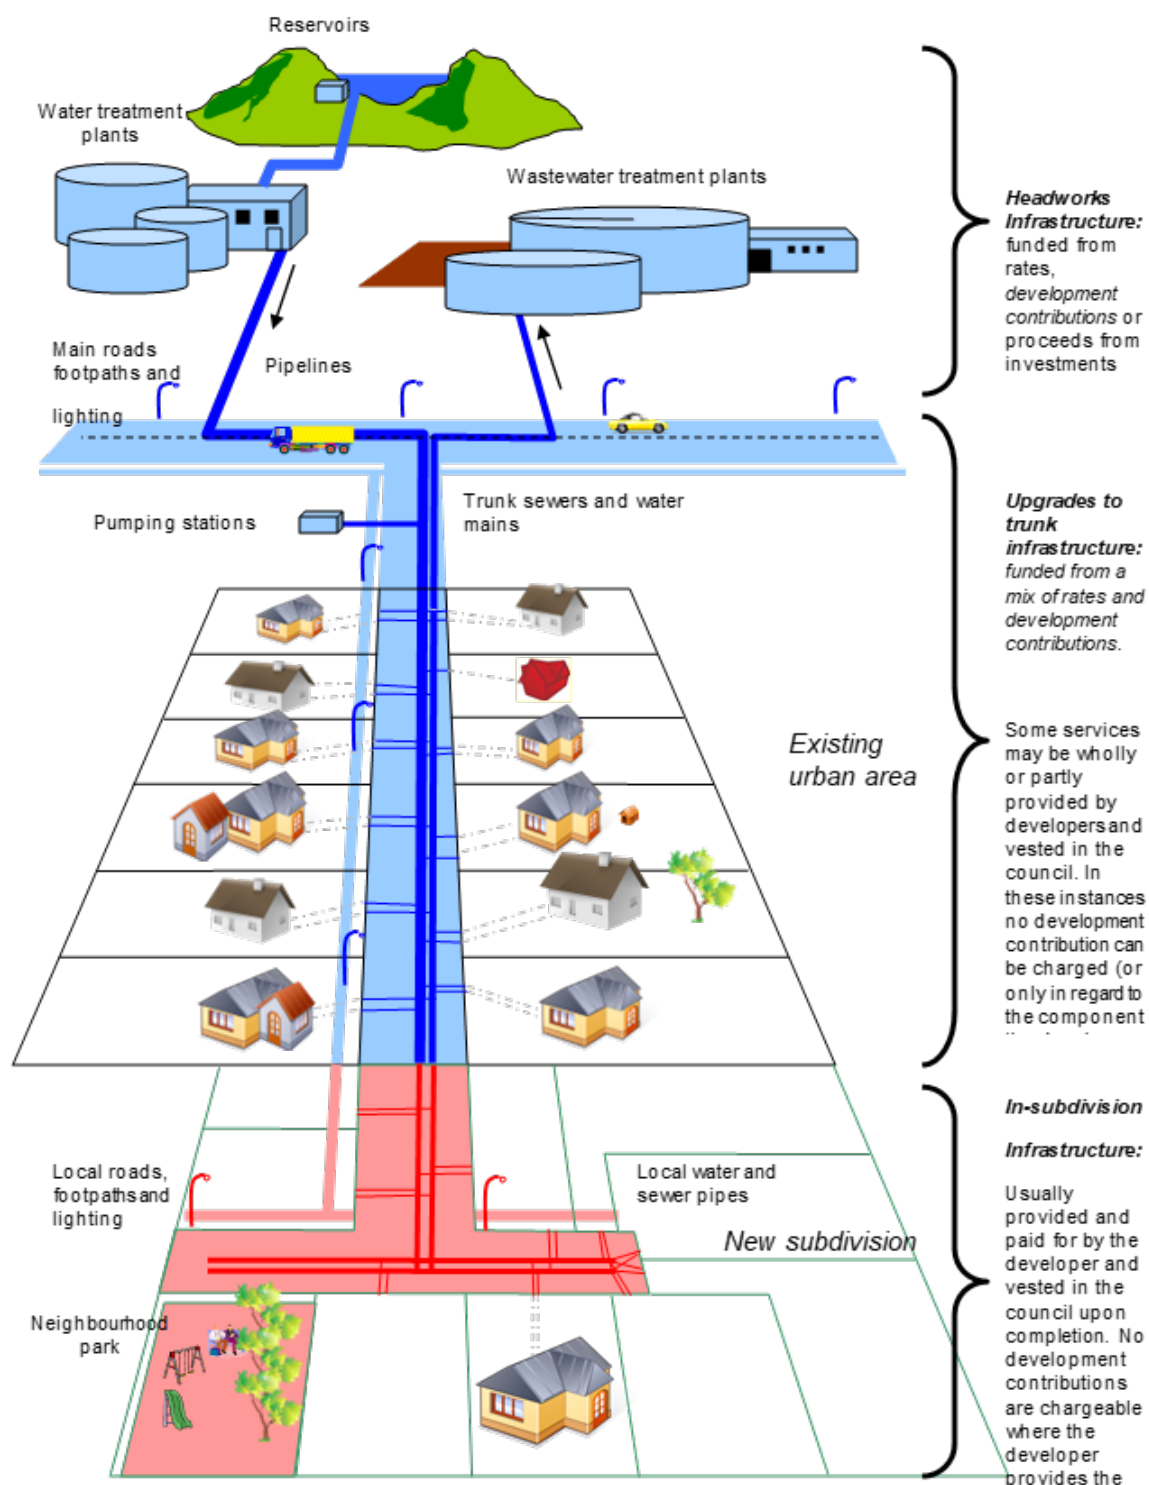 Reservoirs
Water treatment
plants
Wastewater treatment plants
Headworks
Infrastructure:
funded from
rates,
development
contributions or
proceeds from
investments
Main roads
footpaths and
lighting
Pipelines
Pumping stations
Trunk sewers and water
mains
Upgrades to
trunk
infrastructure:
funded from a
mix of rates and
development
contributions.
Existing
urban area
Some services
may be wholly
or partly
provided by
developers and
vested in the
council. In
these instances
no development
contribution can
be charged (or
only in regard to
the component
In-subdivision
Infrastructure:
Usually
provided and
paid for by the
developer and
vested in the
council upon
completion. No
development
contributions
are chargeable
where the
developer
provides the
Local roads,
footpaths and
lighting
Local water and
sewer pipes
New subdivision
Neighbourhood
park